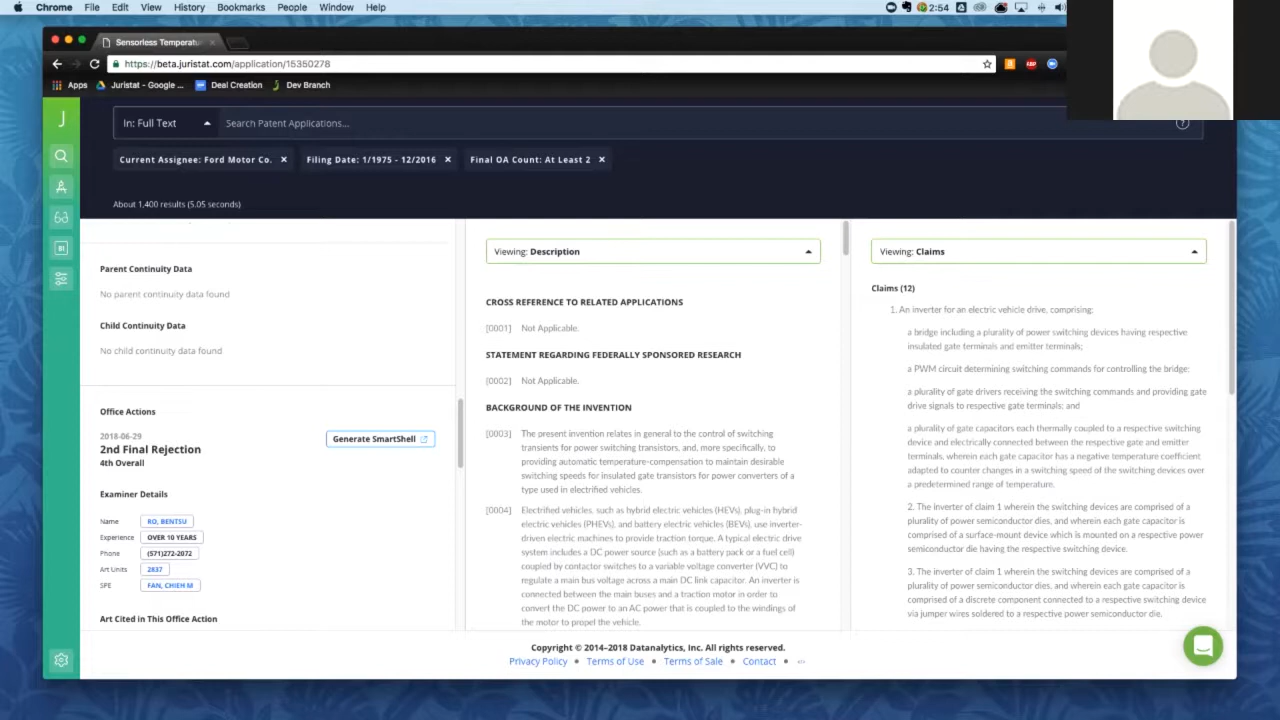 Chrome File Edit View History Bookmarks People Window Help
2:54
Sensorless Temperatu
https://beta.juristat.com/application/15350278
Apps Juristat - Google ... Deal Creation Dev Branch
J
In: Full Text
Search Patent Applications...
Current Assignee: Ford Motor Co. ×
Filing Date: 1/1975 - 12/2016 ×
Final OA Count: At Least 2 ×
About 1,400 results (5.05 seconds)
Parent Continuity Data
No parent continuity data found
Child Continuity Data
No child continuity data found
Office Actions
2018-06-29
2nd Final Rejection
4th Overall
Generate SmartShell
Examiner Details
Name RO, BENTSU
Experience OVER 10 YEARS
Phone (571)272-2072
Art Units 2837
SPE FAN, CHIEH M
Art Cited in This Office Action
Viewing: Description
CROSS REFERENCE TO RELATED APPLICATIONS
[0001] Not Applicable.
STATEMENT REGARDING FEDERALLY SPONSORED RESEARCH
[0002] Not Applicable.
BACKGROUND OF THE INVENTION
[0003] The present invention relates in general to the control of switching
transients for power switching transistors, and, more specifically, to
providing automatic temperature-compensation to maintain desirable
switching speeds for insulated gate transistors for power converters of a
type used in electrified vehicles.
[0004] Electrified vehicles, such as hybrid electric vehicles (HEVs), plug-in hybrid
electric vehicles (PHEVs), and battery electric vehicles (BEVs), use inverter-
driven electric machines to provide traction torque. A typical electric drive
system includes a DC power source (such as a battery pack or a fuel cell)
coupled by contactor switches to a variable voltage converter (VVC) to
regulate a main bus voltage across a main DC link capacitor. An inverter is
connected between the main buses and a traction motor in order to
convert the DC power to an AC power that is coupled to the windings of
the motor to propel the vehicle.
Viewing: Claims
Claims (12)
1. An inverter for an electric vehicle drive, comprising:
a bridge including a plurality of power switching devices having respective
insulated gate terminals and emitter terminals;
a PWM circuit determining switching commands for controlling the bridge;
a plurality of gate drivers receiving the switching commands and providing gate
drive signals to respective gate terminals; and
a plurality of gate capacitors each thermally coupled to a respective switching
device and electrically connected between the respective gate and emitter
terminals, wherein each gate capacitor has a negative temperature coefficient
adapted to counter changes in a switching speed of the switching devices over
a predetermined range of temperature.
2. The inverter of claim 1 wherein the switching devices are comprised of a
plurality of power semiconductor dies, and wherein each gate capacitor is
comprised of a surface-mount device which is mounted on a respective power
semiconductor die having the respective switching device.
3. The inverter of claim 1 wherein the switching devices are comprised of a
plurality of power semiconductor dies, and wherein each gate capacitor is
comprised of a discrete component connected to a respective switching device
via jumper wires soldered to a respective power semiconductor die.
Copyright © 2014–2018 Datanalytics, Inc. All rights reserved.
Privacy Policy • Terms of Use • Terms of Sale • Contact •